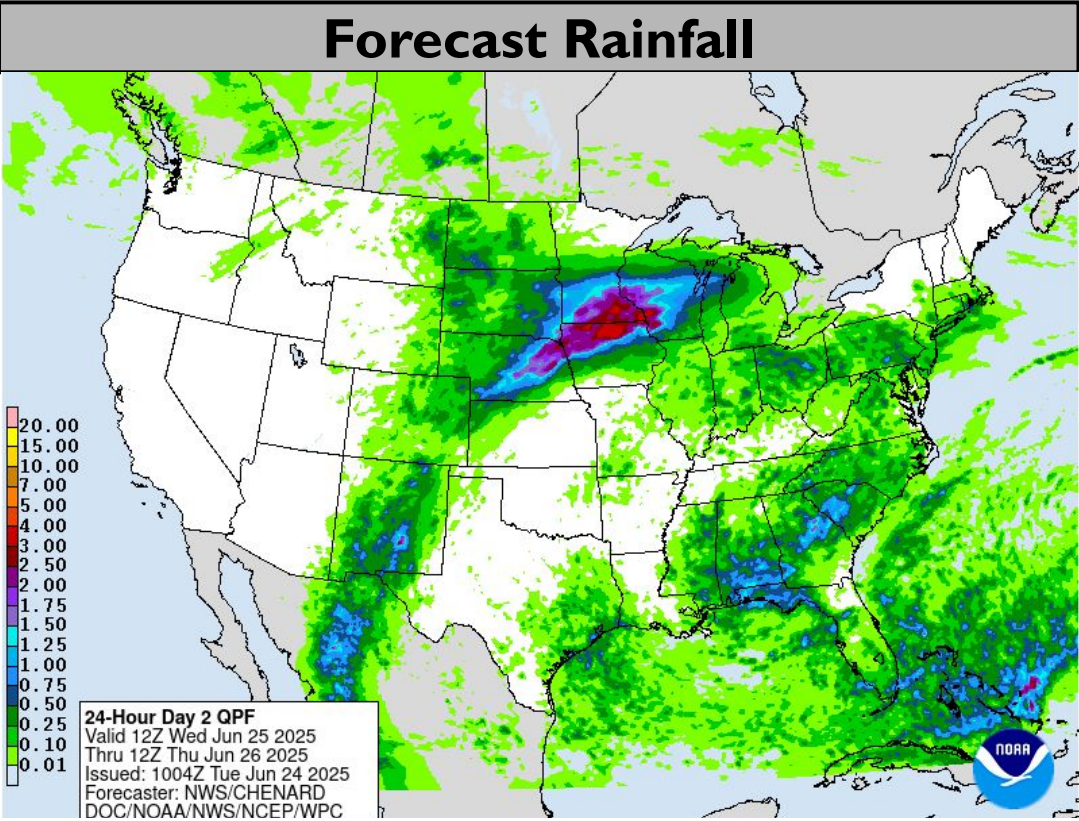 Forecast Rainfall
20.00
15.00
10.00
7.00
5.00
4.00
3.00
2.50
2.00
1.75
1.50
1.25
1.00
0.75
0.50
0.25
0.10
0.01
24-Hour Day 2 QPF
Valid 12Z Wed Jun 25 2025
Thru 12Z Thu Jun 26 2025
Issued: 1004Z Tue Jun 24 2025
Forecaster: NWS/CHENARD
DOC/NOAA/NWS/NCEP/WPC
NOAA